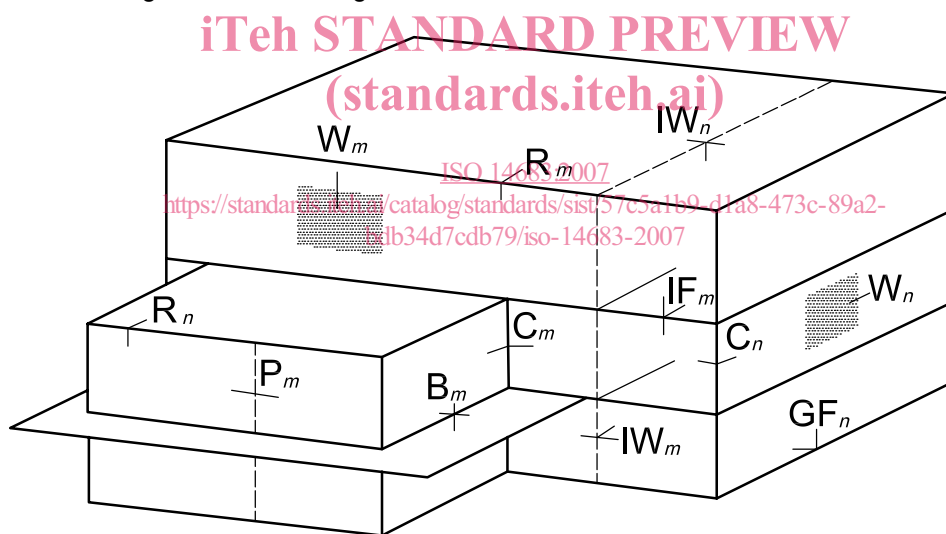 iTeh STANDARD PREVIEW
(standards.iteh.ai)
IWn
Wm
Rm
ISO 14683:2007
https://standards.iteh.ai/catalog/standards/sist/57c5a1b9-d1a8-473c-89a2-
bdb34d7cdb79/iso-14683-2007
IFm
Wn
Rn
Cm
Cn
Pm
Bm
GFn
IWm